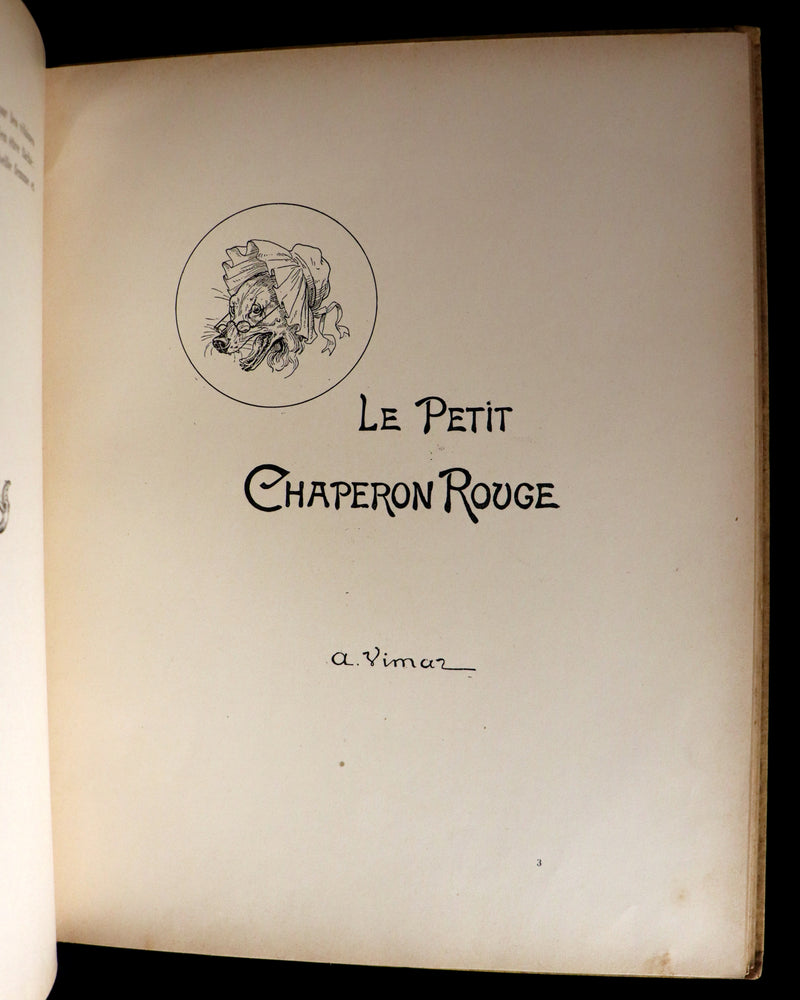 LE PETIT
CHAPERON ROUGE
A. Vimar
3